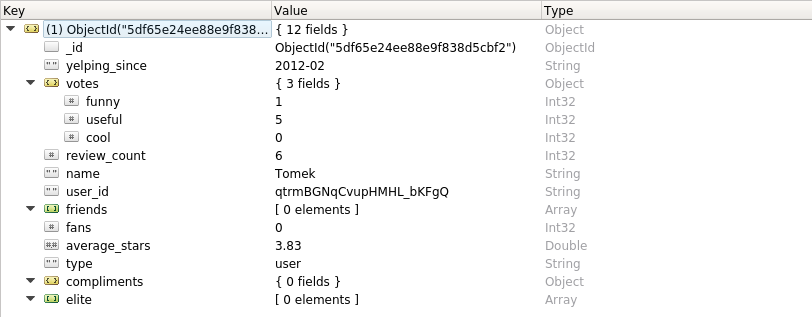 Key Value Type
(1) ObjectId("5df65e24ee88e9f838... { 12 fields } Object
_id ObjectId("5df65e24ee88e9f838d5cbf2") ObjectId
yelping_since 2012-02 String
votes { 3 fields } Object
funny 1 Int32
useful 5 Int32
cool 0 Int32
review_count 6 Int32
name Tomek String
user_id qtrmBGNqCvupHMHL_bKFgQ String
friends [ 0 elements ] Array
fans 0 Int32
average_stars 3.83 Double
type user String
compliments { 0 fields } Object
elite [ 0 elements ] Array